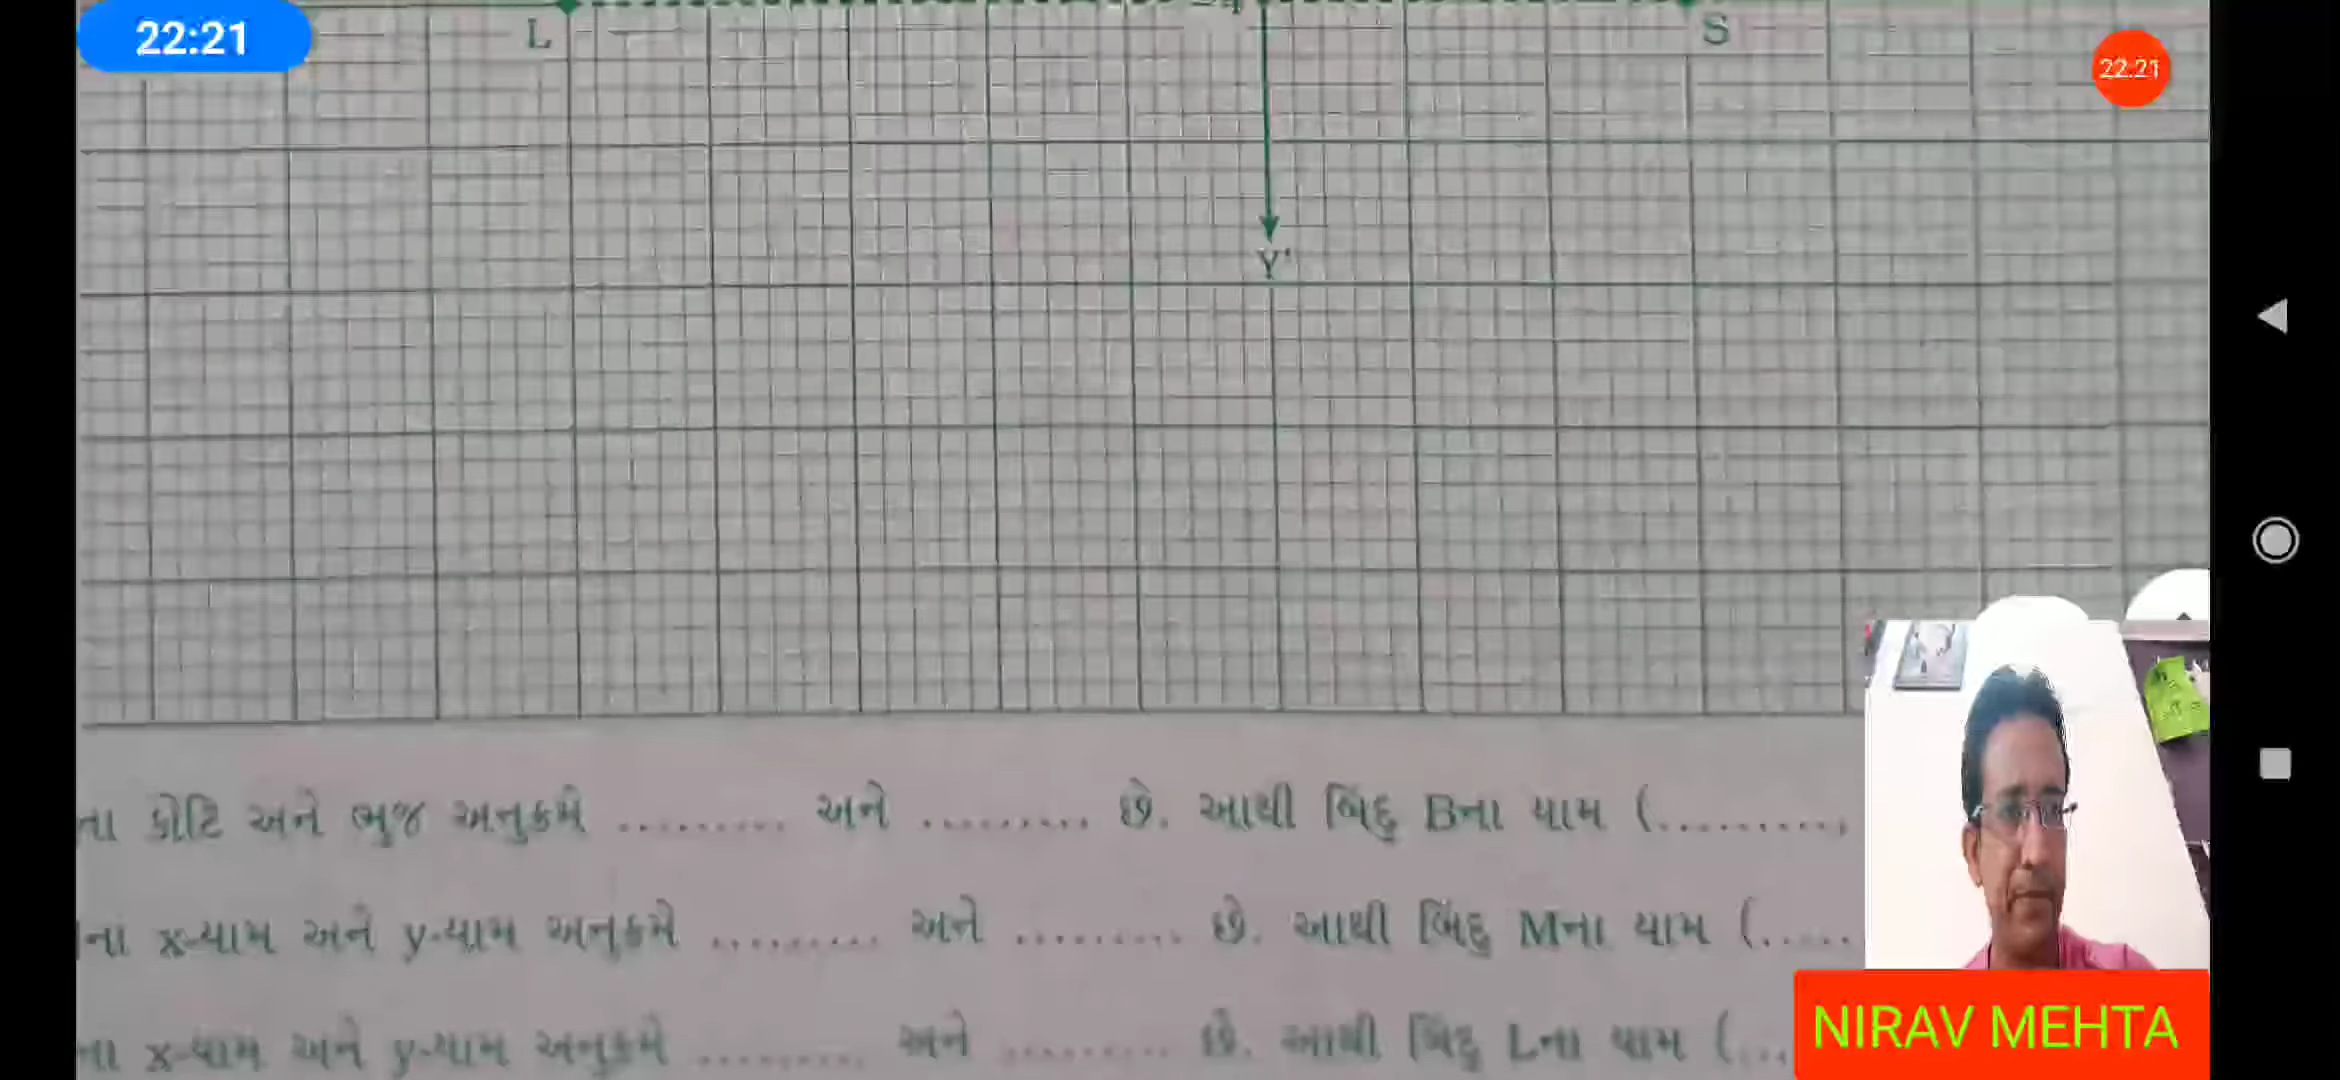 22:21
22:21
L
S
Y'
ના કોટિ અને ભુજ અનુક્રમે ......... અને ......... છે. આથી બિંદુ Bના યામ (..........,
ના x-યામ અને y-યામ અનુક્રમે ......... અને ......... છે. આથી બિંદુ Mના યામ (.....
ના x-યામ અને y-યામ અનુક્રમે ......... અને ......... છે. આથી બિંદુ Lના યામ (...
NIRAV MEHTA